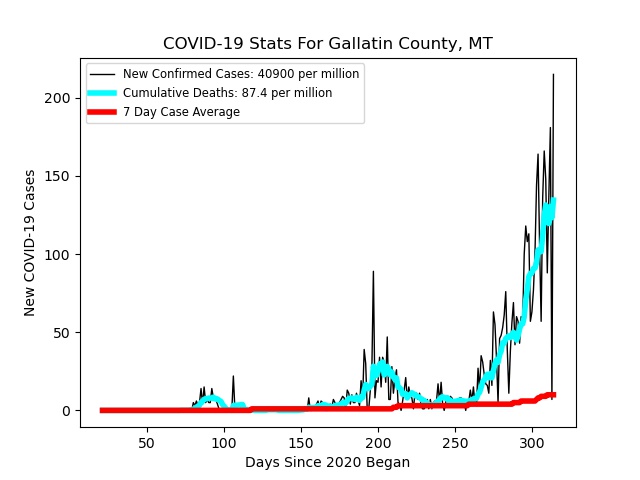 COVID-19 Stats For Gallatin County, MT
New Confirmed Cases: 40900 per million
Cumulative Deaths: 87.4 per million
7 Day Case Average
New COVID-19 Cases
200
150
100
50
0
50 100 150 200 250 300
Days Since 2020 Began